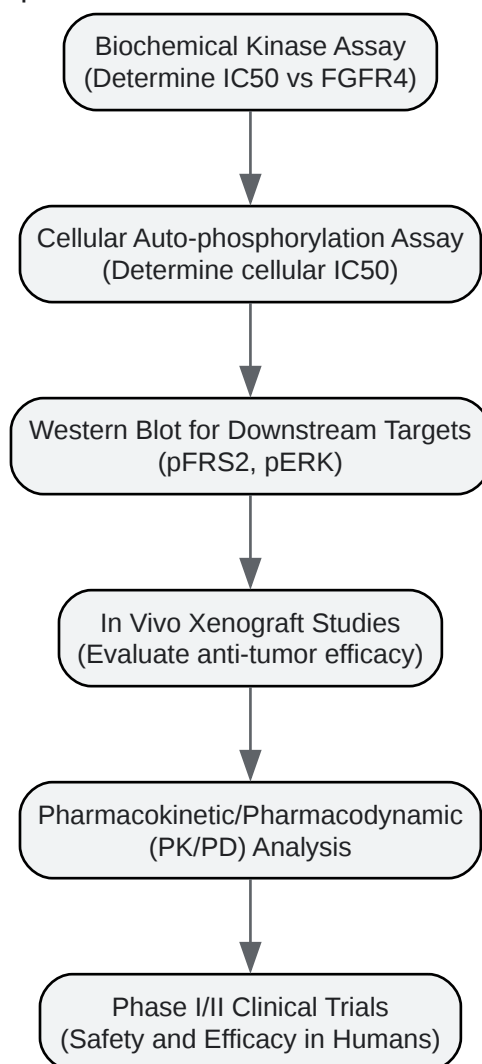 Biochemical Kinase Assay
(Determine IC50 vs FGFR4)
Cellular Auto-phosphorylation Assay
(Determine cellular IC50)
Western Blot for Downstream Targets
(pFRS2, pERK)
In Vivo Xenograft Studies
(Evaluate anti-tumor efficacy)
Pharmacokinetic/Pharmacodynamic
(PK/PD) Analysis
Phase I/II Clinical Trials
(Safety and Efficacy in Humans)